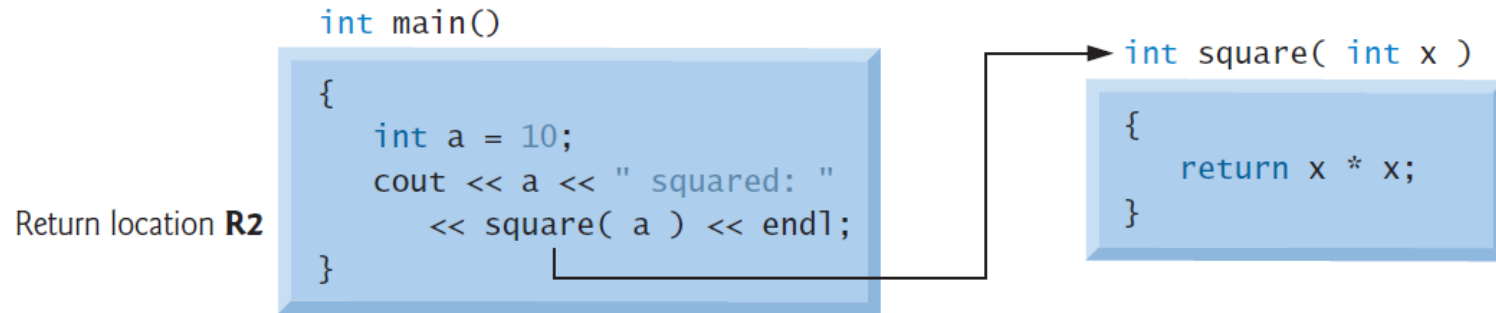 int main()
{
int a = 10;
cout << a << " squared: "
Return location R2
<< square( a ) << endl;
}
int square( int x )
{
return x * x;
}